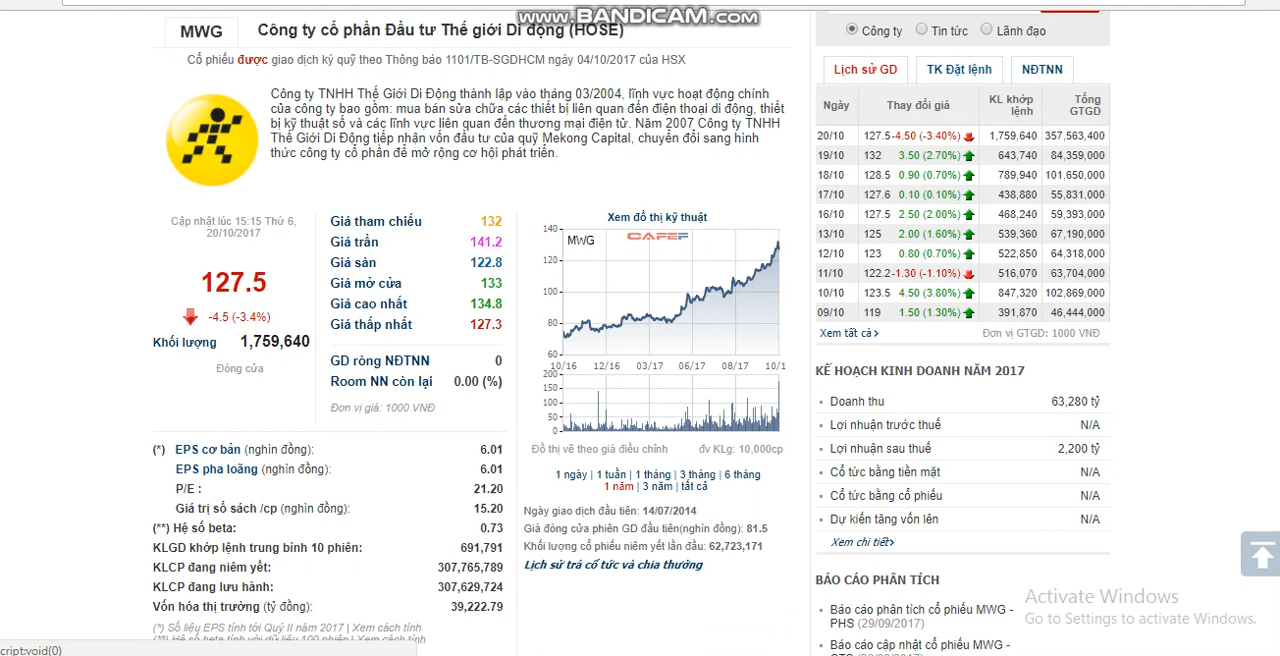 www.BANDICAM.com
MWG
Công ty cổ phần Đầu tư Thế giới Di động (HOSE)
Cổ phiếu được giao dịch ký quỹ theo Thông báo 1101/TB-SGDHCM ngày 04/10/2017 của HSX
Công ty TNHH Thế Giới Di Động thành lập vào tháng 03/2004, lĩnh vực hoạt động chính
của công ty bao gồm: mua bán sửa chữa các thiết bị liên quan đến điện thoại di động, thiết
bị kỹ thuật số và các lĩnh vực liên quan đến thương mại điện tử. Năm 2007 Công ty TNHH
Thế Giới Di Động tiếp nhận vốn đầu tư của quỹ Mekong Capital, chuyển đổi sang hình
thức công ty cổ phần để mở rộng cơ hội phát triển.
Cập nhật lúc 15:15 Thứ 6,
20/10/2017
127.5
-4.5 (-3.4%)
Khối lượng 1,759,640
Đóng cửa
Giá tham chiếu 132
Giá trần 141.2
Giá sàn 122.8
Giá mở cửa 133
Giá cao nhất 134.8
Giá thấp nhất 127.3
GD ròng NĐTNN 0
Room NN còn lại 0.00 (%)
Đơn vị giá: 1000 VNĐ
(*) EPS cơ bản (nghìn đồng): 6.01
EPS pha loãng (nghìn đồng): 6.01
P/E : 21.20
Giá trị sổ sách /cp (nghìn đồng): 15.20
(**) Hệ số beta: 0.73
KLGD khớp lệnh trung bình 10 phiên: 691,791
KLCP đang niêm yết: 307,765,789
KLCP đang lưu hành: 307,629,724
Vốn hóa thị trường (tỷ đồng): 39,222.79
(*) Số liệu EPS tính tới Quý II năm 2017 | Xem cách tính
(**) Hệ số beta tính với dữ liệu 100 phiên | Xem cách tính
cript:void(0)
Xem đồ thị kỹ thuật
MWG
CAFEF
140
120
100
80
60
10/16 12/16 03/17 06/17 08/17 10/1
200
150
100
50
0
Đồ thị vẽ theo giá điều chỉnh đv KLg: 10,000cp
1 ngày | 1 tuần | 1 tháng | 3 tháng | 6 tháng
1 năm | 3 năm | tất cả
Ngày giao dịch đầu tiên: 14/07/2014
Giá đóng cửa phiên GD đầu tiên(nghìn đồng): 81.5
Khối lượng cổ phiếu niêm yết lần đầu: 62,723,171
Lịch sử trả cổ tức và chia thưởng
Công ty Tin tức Lãnh đạo
Lịch sử GD TK Đặt lệnh NĐTNN
Ngày Thay đổi giá KL khớp lệnh Tổng GTGD
20/10 127.5 -4.50 (-3.40%) 1,759,640 357,563,400
19/10 132 3.50 (2.70%) 643,740 84,359,000
18/10 128.5 0.90 (0.70%) 789,940 101,650,000
17/10 127.6 0.10 (0.10%) 438,880 55,831,000
16/10 127.5 2.50 (2.00%) 468,240 59,393,000
13/10 125 2.00 (1.60%) 539,360 67,190,000
12/10 123 0.80 (0.70%) 522,850 64,318,000
11/10 122.2 -1.30 (-1.10%) 516,070 63,704,000
10/10 123.5 4.50 (3.80%) 847,320 102,869,000
09/10 119 1.50 (1.30%) 391,870 46,444,000
Xem tất cả Đơn vị GTGD: 1000 VNĐ
KẾ HOẠCH KINH DOANH NĂM 2017
Doanh thu 63,280 tỷ
Lợi nhuận trước thuế N/A
Lợi nhuận sau thuế 2,200 tỷ
Cổ tức bằng tiền mặt N/A
Cổ tức bằng cổ phiếu N/A
Dự kiến tăng vốn lên N/A
Xem chi tiết
BÁO CÁO PHÂN TÍCH
Báo cáo phân tích cổ phiếu MWG -
PHS (29/09/2017)
Báo cáo cập nhật cổ phiếu MWG -
Activate Windows
Go to Settings to activate Windows.